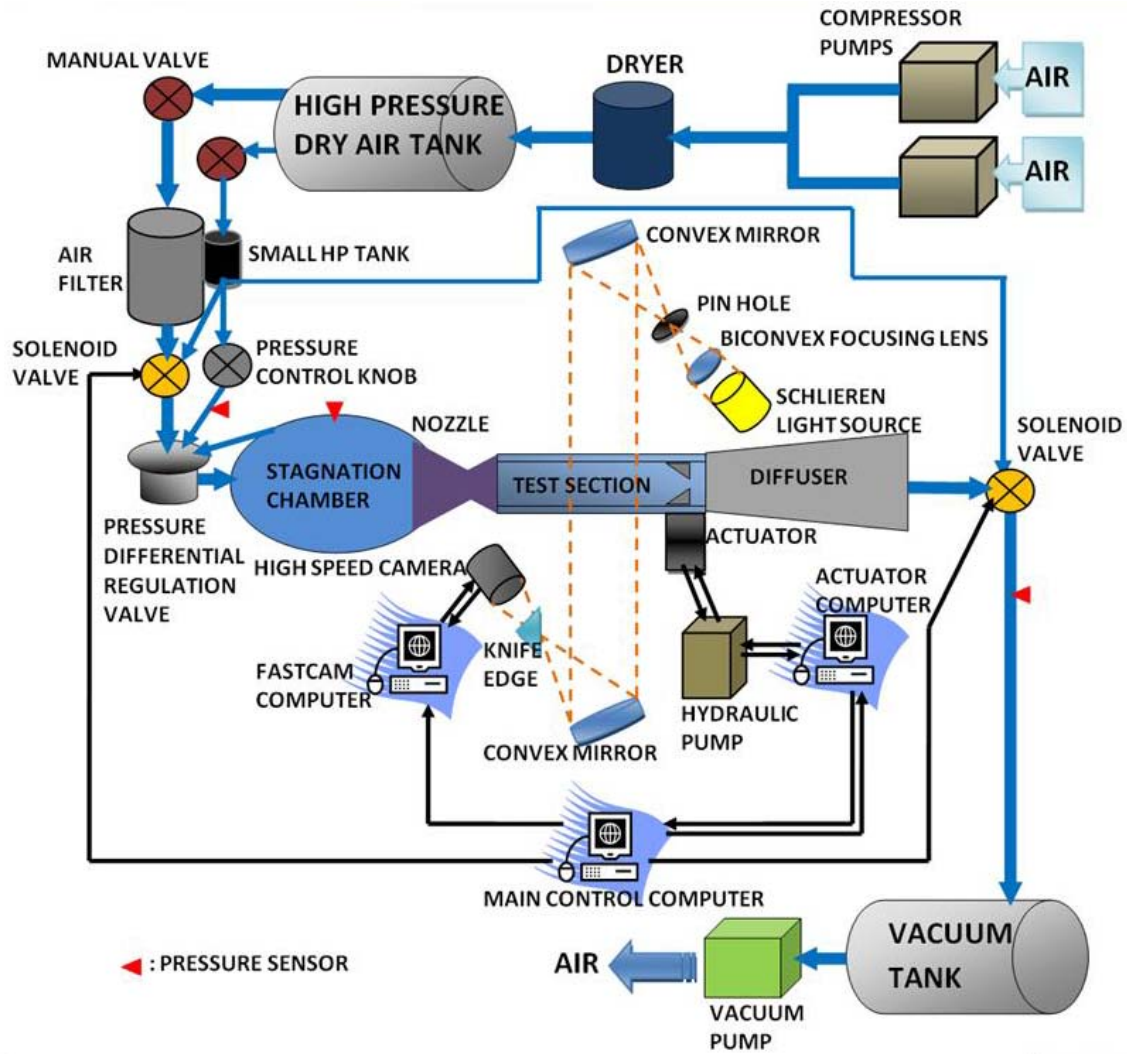 COMPRESSOR
PUMPS
AIR
AIR
DRYER
MANUAL VALVE
HIGH PRESSURE
DRY AIR TANK
AIR
FILTER
SMALL HP TANK
CONVEX MIRROR
PIN HOLE
BICONVEX FOCUSING LENS
SCHLIEREN
LIGHT SOURCE
SOLENOID
VALVE
PRESSURE
CONTROL KNOB
SOLENOID
VALVE
NOZZLE
STAGNATION
CHAMBER
TEST SECTION
DIFFUSER
PRESSURE
DIFFERENTIAL
REGULATION
VALVE
HIGH SPEED CAMERA
ACTUATOR
ACTUATOR
COMPUTER
KNIFE
EDGE
FASTCAM
COMPUTER
HYDRAULIC
PUMP
CONVEX MIRROR
MAIN CONTROL COMPUTER
: PRESSURE SENSOR
AIR
VACUUM
PUMP
VACUUM
TANK